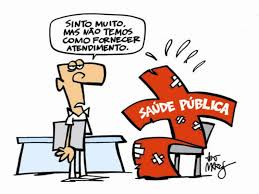 SINTO MUITO,
MAS NÃO TEMOS
COMO FORNECER
ATENDIMENTO.
SAÚDE PÚBLICA